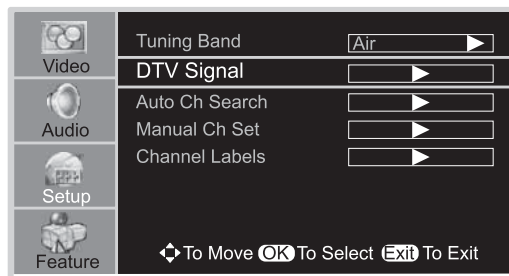 Video
Audio
Setup
Feature
Tuning Band Air
DTV Signal
Auto Ch Search
Manual Ch Set
Channel Labels
To Move OK To Select Exit To Exit